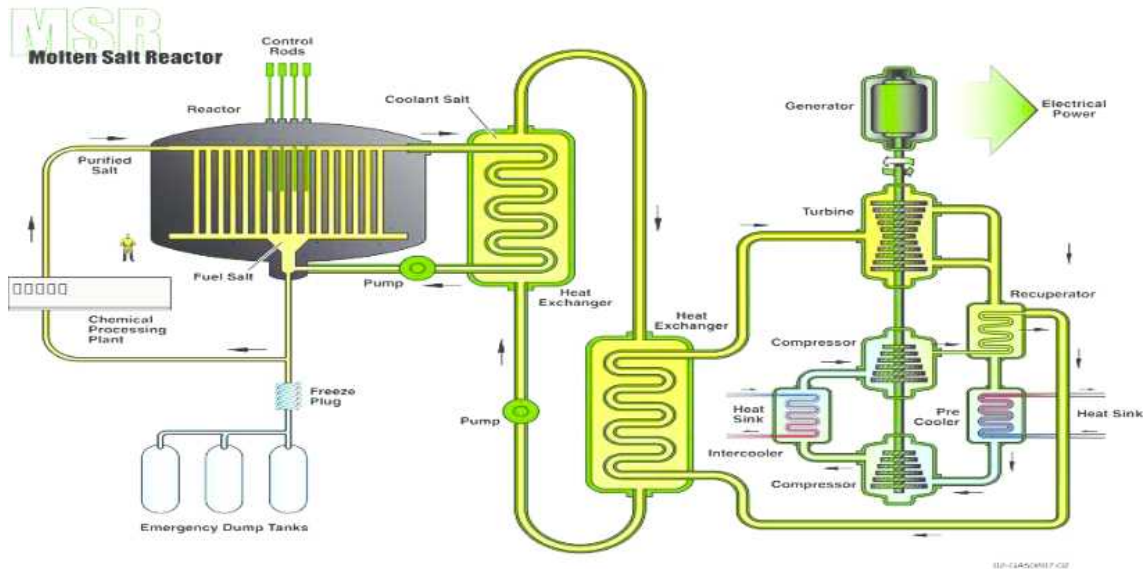 MSR
Molten Salt Reactor
Control
Rods
Reactor
Coolant Salt
Purified
Salt
Fuel Salt
Pump
Chemical
Processing
Plant
Freeze
Plug
Emergency Dump Tanks
Heat
Exchanger
Pump
Heat
Exchanger
Generator
Electrical
Power
Turbine
Recuperator
Compressor
Heat
Sink
Intercooler
Pre
Cooler
Heat Sink
Compressor